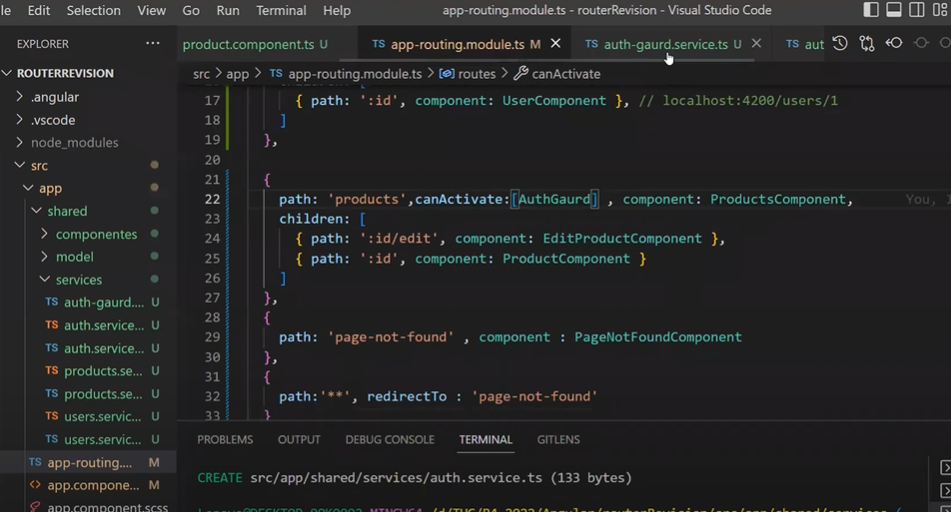 le Edit Selection View Go Run Terminal Help app-routing.module.ts - routerRevision - Visual Studio Code
EXPLORER ...
product.component.ts U TS app-routing.module.ts M TS auth-gaurd.service.ts U TS aut
ROUTERREVISION
src > app > TS app-routing.module.ts > routes > canActivate
.angular
.vscode
node_modules
src
app
shared
componentes
model
services
TS auth-gaurd.... U
TS auth.service... U
TS auth.service... U
TS products.se... U
TS products.se... U
TS users.servic... U
TS users.servic... U
TS app-routing.... M
app.compone... M
app.component.scss
17 { path: ':id', component: UserComponent }, // localhost:4200/users/1
18 ]
19 },
20
21 {
22 path: 'products',canActivate:[AuthGaurd] , component: ProductsComponent, You,
23 children: [
24 { path: ':id/edit', component: EditProductComponent },
25 { path: ':id', component: ProductComponent }
26 ]
27 },
28 {
29 path: 'page-not-found' , component : PageNotFoundComponent
30 },
31 {
32 path:'**', redirectTo : 'page-not-found'
33 }
PROBLEMS OUTPUT DEBUG CONSOLE TERMINAL GITLENS
CREATE src/app/shared/services/auth.service.ts (133 bytes)